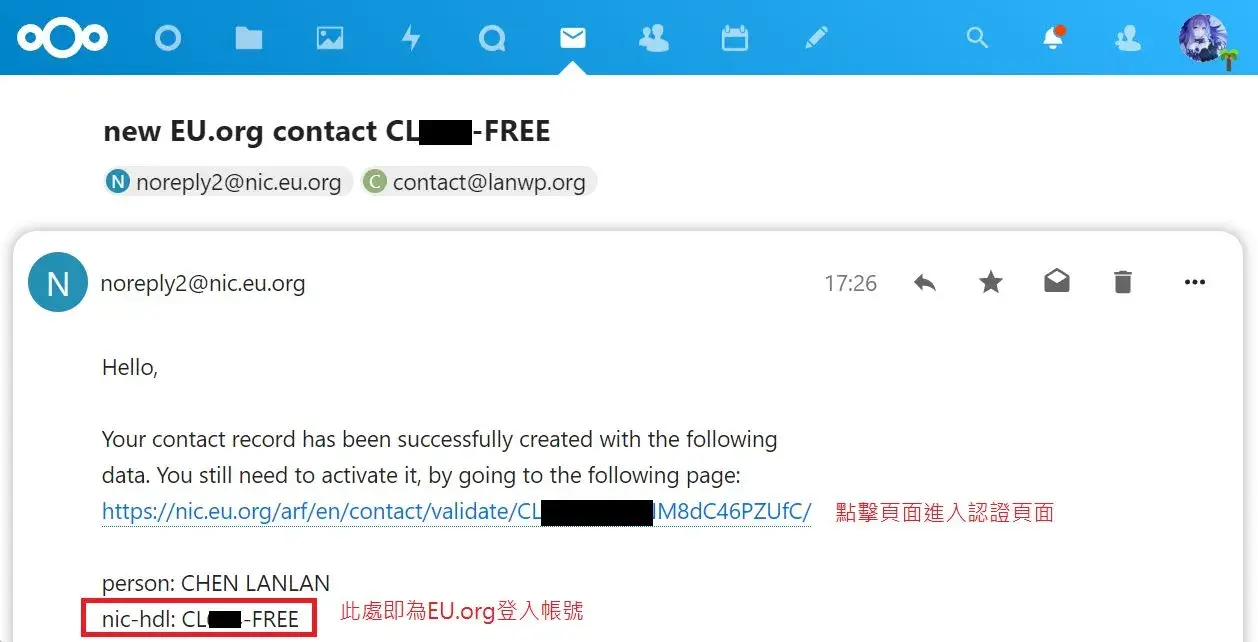 new EU.org contact CL-FREE
N noreply2@nic.eu.org C contact@lanwp.org
N noreply2@nic.eu.org 17:26
Hello,
Your contact record has been successfully created with the following
data. You still need to activate it, by going to the following page:
https://nic.eu.org/arf/en/contact/validate/CL M8dC46PZUfC/ 點擊頁面進入認證頁面
person: CHEN LANLAN
nic-hdl: CL-FREE 此處即為EU.org登入帳號